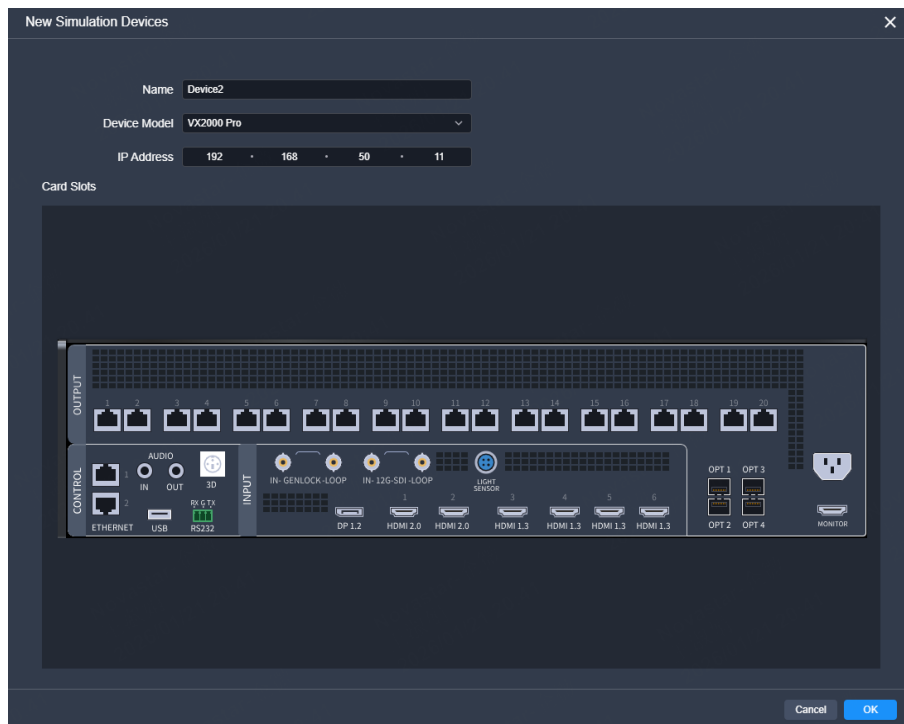 New Simulation Devices
Name Device2
Device Model VX2000 Pro
IP Address 192 . 168 . 50 . 11
Card Slots
OUTPUT
1 2 3 4 5 6 7 8 9 10 11 12 13 14 15 16 17 18 19 20
CONTROL
1
2
ETHERNET
AUDIO
IN OUT
3D
USB
RX G TX
RS232
INPUT
IN- GENLOCK -LOOP
IN- 12G-SDI -LOOP
LIGHT
SENSOR
1 2 3 4 5 6
DP 1.2 HDMI 2.0 HDMI 2.0 HDMI 1.3 HDMI 1.3 HDMI 1.3 HDMI 1.3
OPT 1 OPT 3
OPT 2 OPT 4
MONITOR
Cancel OK